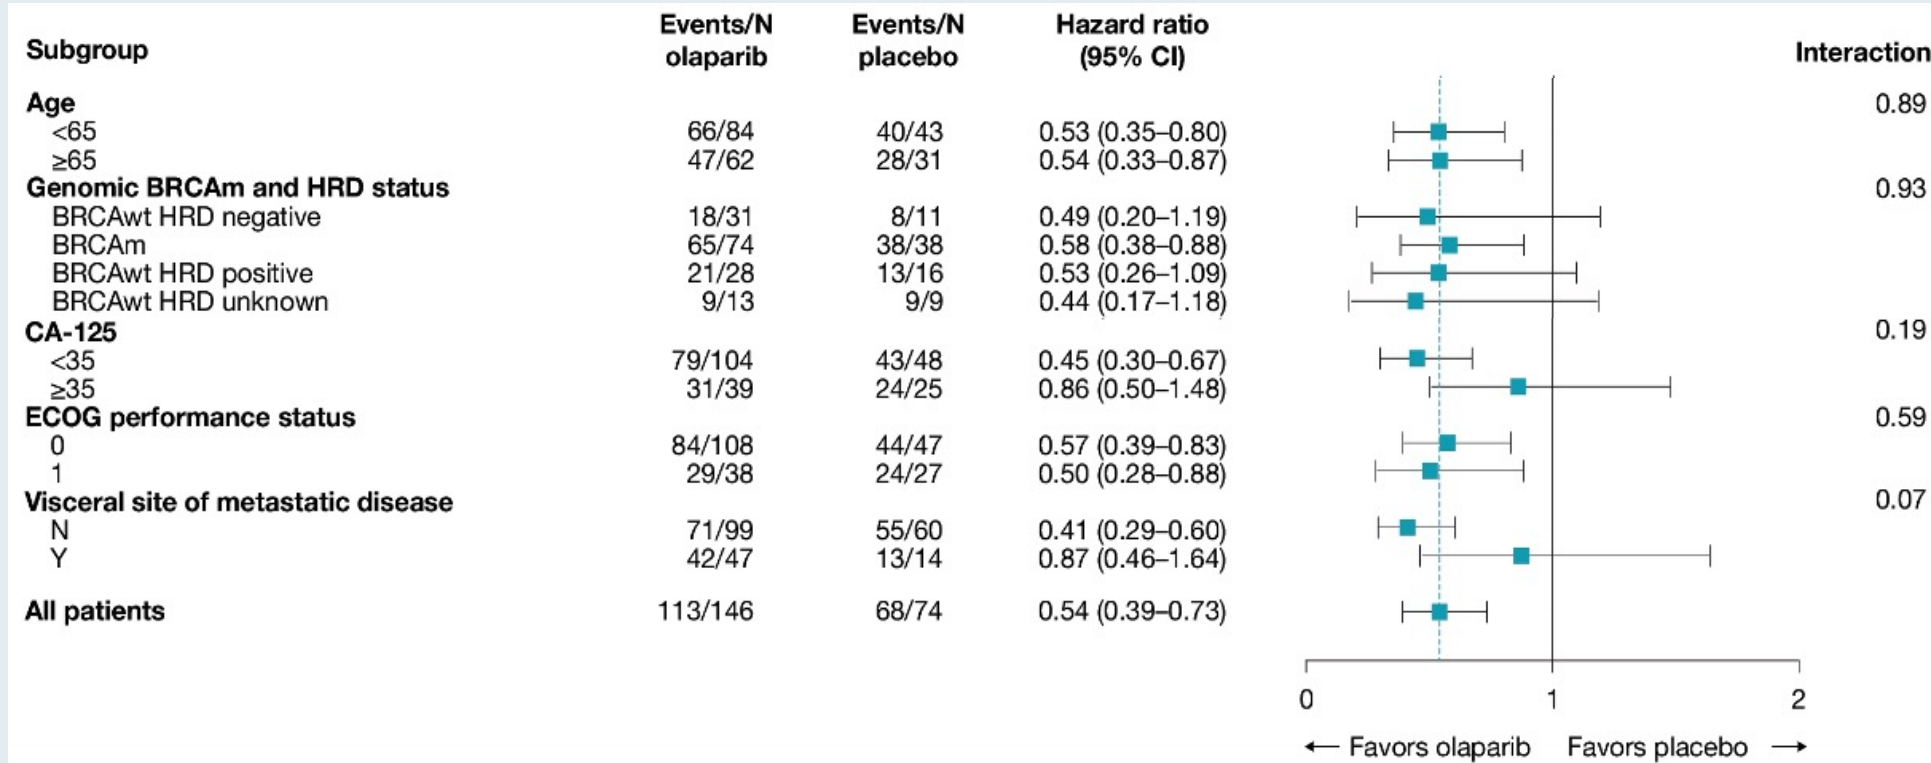 Subgroup Events/N olaparib Events/N placebo Hazard ratio (95% CI) Interaction
Age 0.89
<65 66/84 40/43 0.53 (0.35–0.80)
≥65 47/62 28/31 0.54 (0.33–0.87)
Genomic BRCAm and HRD status 0.93
BRCAwt HRD negative 18/31 8/11 0.49 (0.20–1.19)
BRCAm 65/74 38/38 0.58 (0.38–0.88)
BRCAwt HRD positive 21/28 13/16 0.53 (0.26–1.09)
BRCAwt HRD unknown 9/13 9/9 0.44 (0.17–1.18)
CA-125 0.19
<35 79/104 43/48 0.45 (0.30–0.67)
≥35 31/39 24/25 0.86 (0.50–1.48)
ECOG performance status 0.59
0 84/108 44/47 0.57 (0.39–0.83)
1 29/38 24/27 0.50 (0.28–0.88)
Visceral site of metastatic disease 0.07
N 71/99 55/60 0.41 (0.29–0.60)
Y 42/47 13/14 0.87 (0.46–1.64)
All patients 113/146 68/74 0.54 (0.39–0.73)
0 1 2
← Favors olaparib Favors placebo →